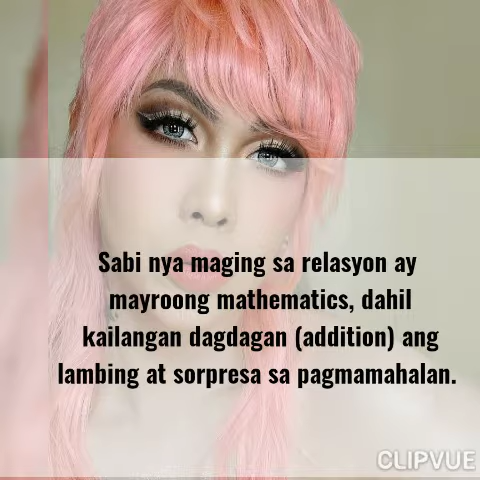 Sabi nya maging sa relasyon ay
mayroong mathematics, dahil
kailangan dagdagan (addition) ang
lambing at sorpresa sa pagmamahalan.
CLIPVUE